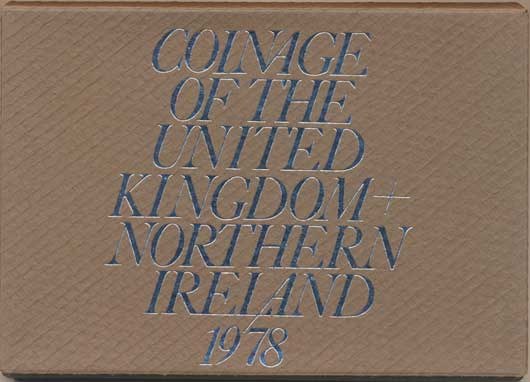 COINAGE
OF THE
UNITED
KINGDOM +
NORTHERN
IRELAND
1978